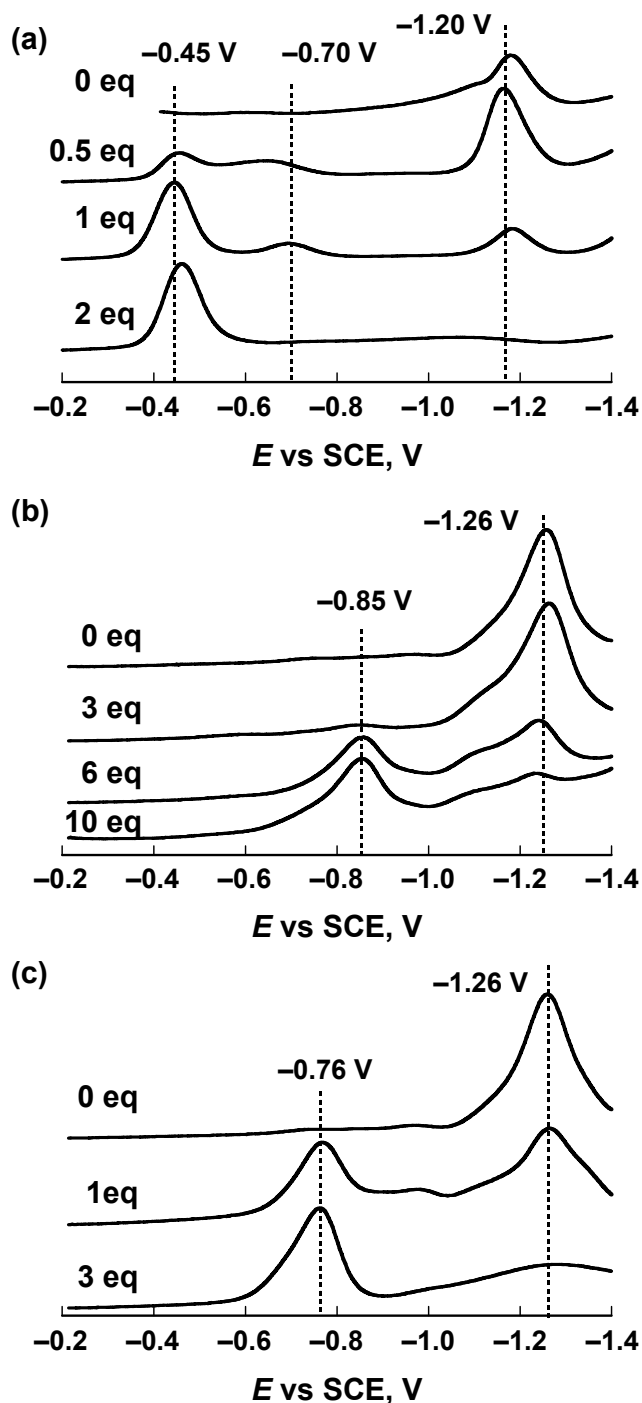 (a)
–0.45 V
–0.70 V
–1.20 V
0 eq
0.5 eq
1 eq
2 eq
–0.2 –0.4 –0.6 –0.8 –1.0 –1.2 –1.4
E vs SCE, V
(b)
–1.26 V
–0.85 V
0 eq
3 eq
6 eq
10 eq
–0.2 –0.4 –0.6 –0.8 –1.0 –1.2 –1.4
E vs SCE, V
(c)
–1.26 V
–0.76 V
0 eq
1eq
3 eq
–0.2 –0.4 –0.6 –0.8 –1.0 –1.2 –1.4
E vs SCE, V